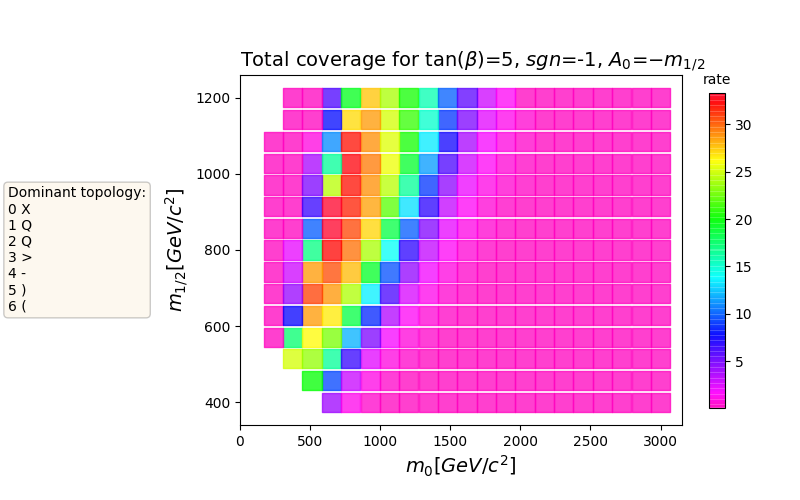 Total coverage for tan(β)=5, sgn=-1, A₀=−m₁/₂
rate
1200
1000
800
600
400
m₁/₂[GeV/c²]
0 500 1000 1500 2000 2500 3000
m₀[GeV/c²]
30
25
20
15
10
5
Dominant topology:
0 X
1 Q
2 Q
3 >
4 -
5 )
6 (